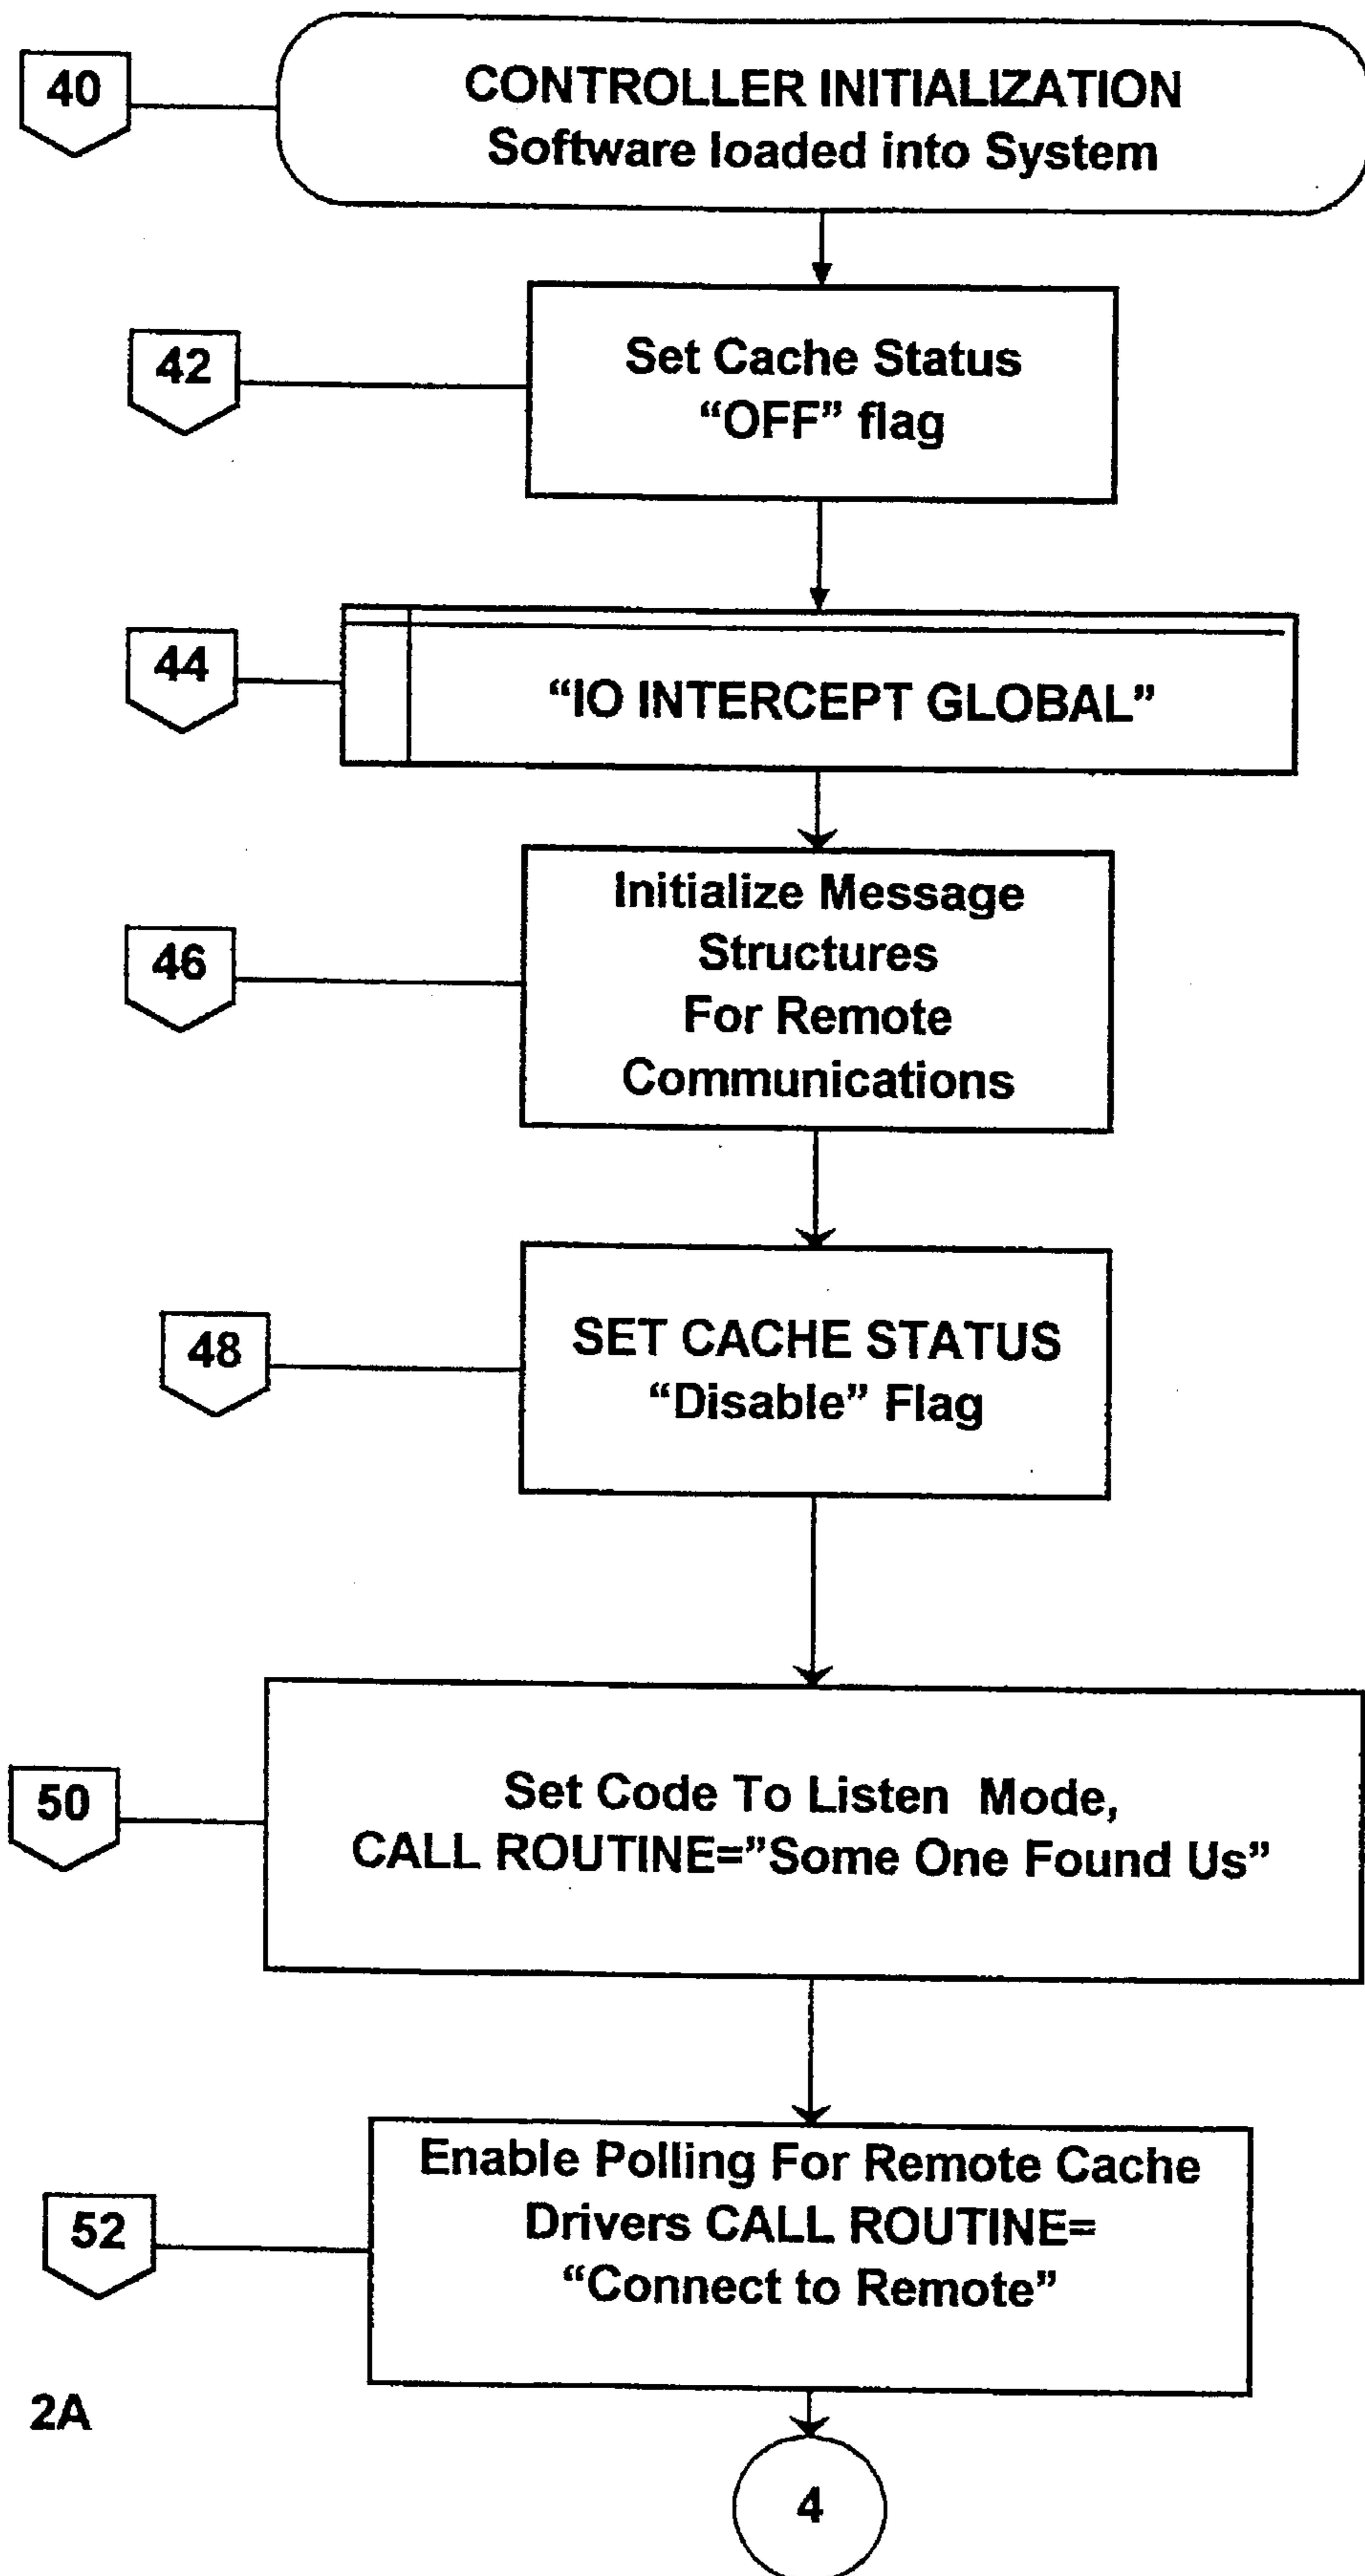 40
CONTROLLER INITIALIZATION
Software loaded into System
42
Set Cache Status
“OFF” flag
44
“IO INTERCEPT GLOBAL”
46
Initialize Message
Structures
For Remote
Communications
48
SET CACHE STATUS
“Disable” Flag
50
Set Code To Listen Mode,
CALL ROUTINE=”Some One Found Us”
52
Enable Polling For Remote Cache
Drivers CALL ROUTINE=
“Connect to Remote”
2A
4